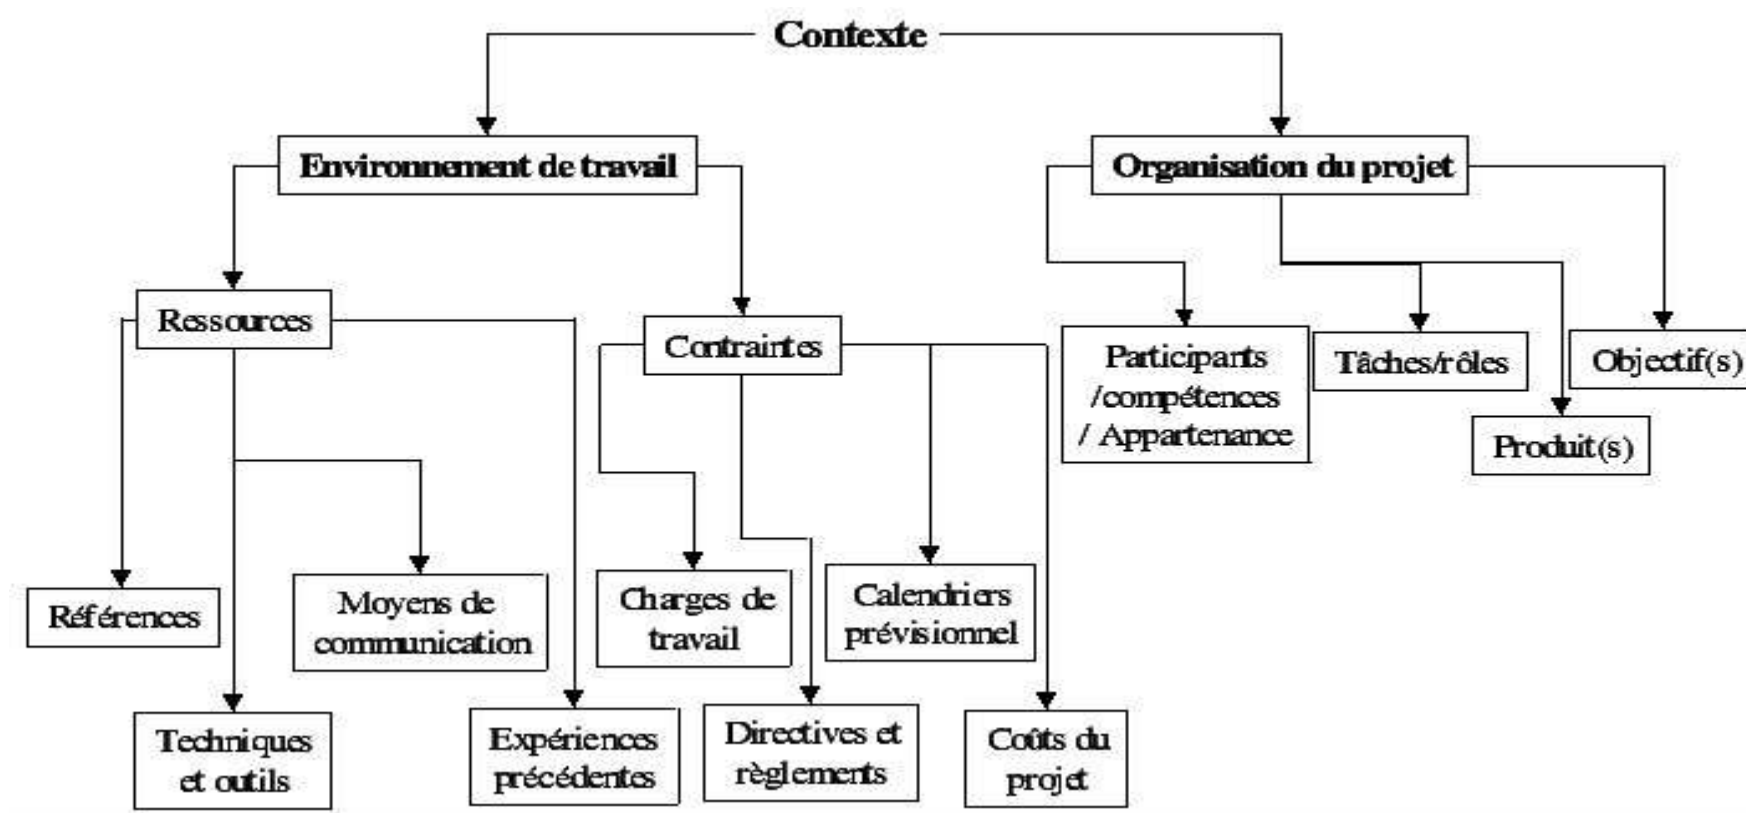 Contexte
Environnement de travail
Organisation du projet
Ressources
Contraintes
Participants
/compétences
/ Appartenance
Tâches/rôles
Objectif(s)
Produit(s)
Références
Moyens de
communication
Charges de
travail
Calendriers
prévisionnel
Techniques
et outils
Expériences
précédentes
Directives et
règlements
Coûts du
projet